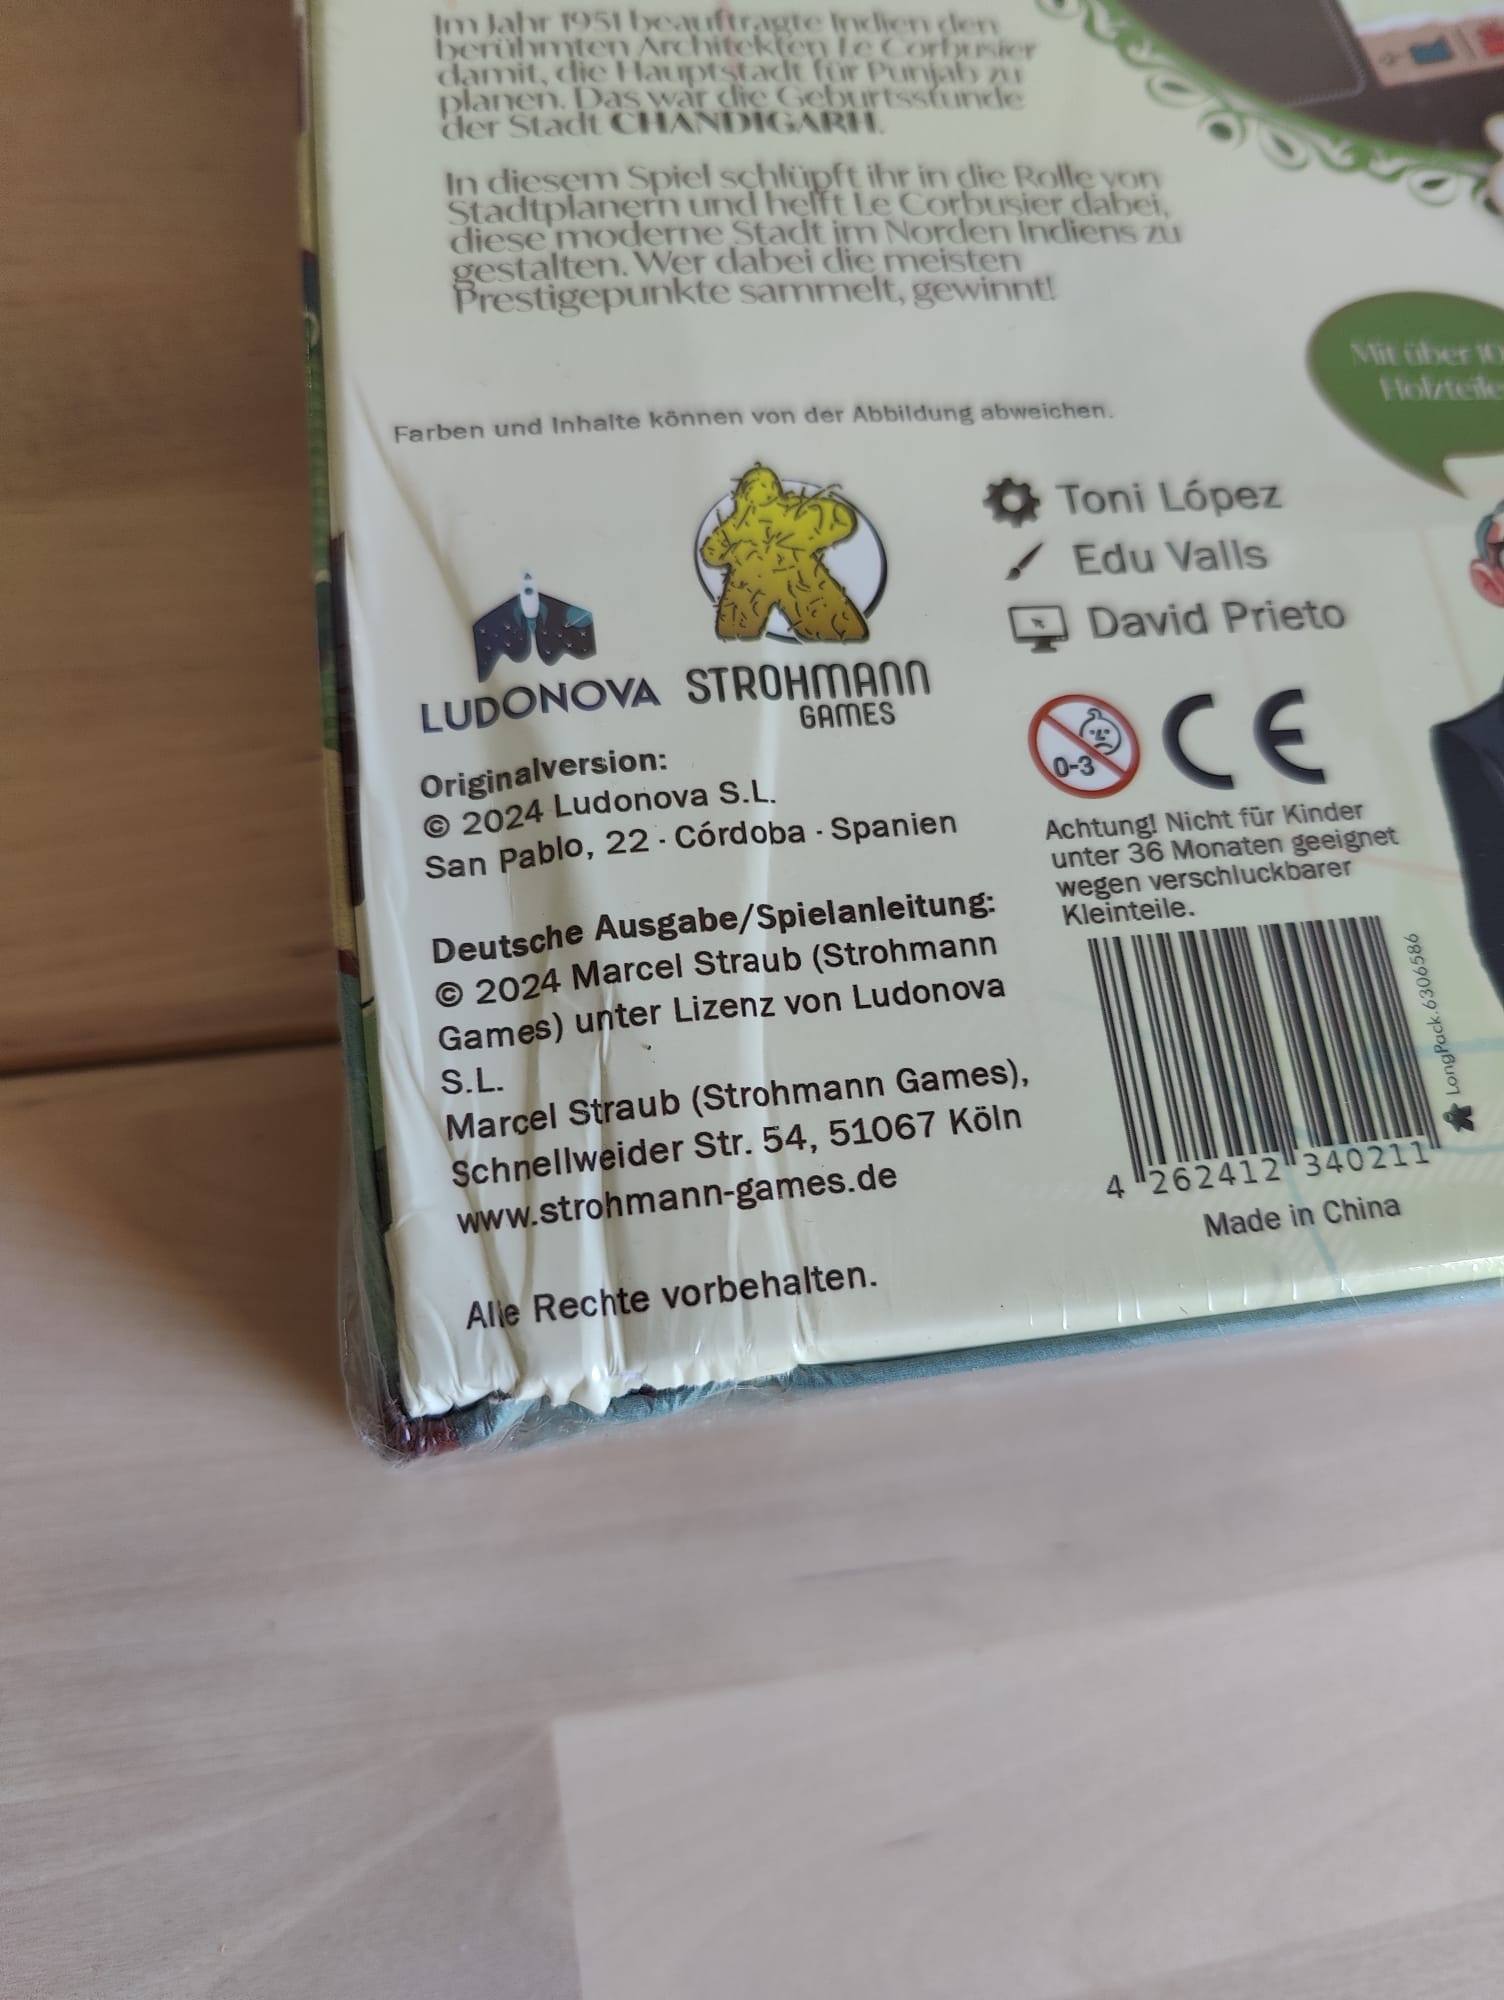 Im Jahr 1951 beauftragte Indien den
berühmten Architekten Le Corbusier
damit, die Hauptstadt für Punjab zu
planen. Das war die Geburtsstunde
der Stadt CHANDIGARH.
In diesem Spiel schlüpft ihr in die Rolle von
Stadtplanern und helft Le Corbusier dabei,
diese moderne Stadt im Norden Indiens zu
gestalten. Wer dabei die meisten
Prestigepunkte sammelt, gewinnt!
Mit über 10
Holzteile
Farben und Inhalte können von der Abbildung abweichen.
LUDONOVA
STROHMANN
GAMES
Toni López
Edu Valls
David Prieto
0-3
CE
Originalversion:
© 2024 Ludonova S.L.
San Pablo, 22 · Córdoba · Spanien
Achtung! Nicht für Kinder
unter 36 Monaten geeignet
wegen verschluckbarer
Kleinteile.
Deutsche Ausgabe/Spielanleitung:
© 2024 Marcel Straub (Strohmann
Games) unter Lizenz von Ludonova
S.L.
Marcel Straub (Strohmann Games),
Schnellweider Str. 54, 51067 Köln
www.strohmann-games.de
Alle Rechte vorbehalten.
LongPack.6306586
4 262412 340211
Made in China